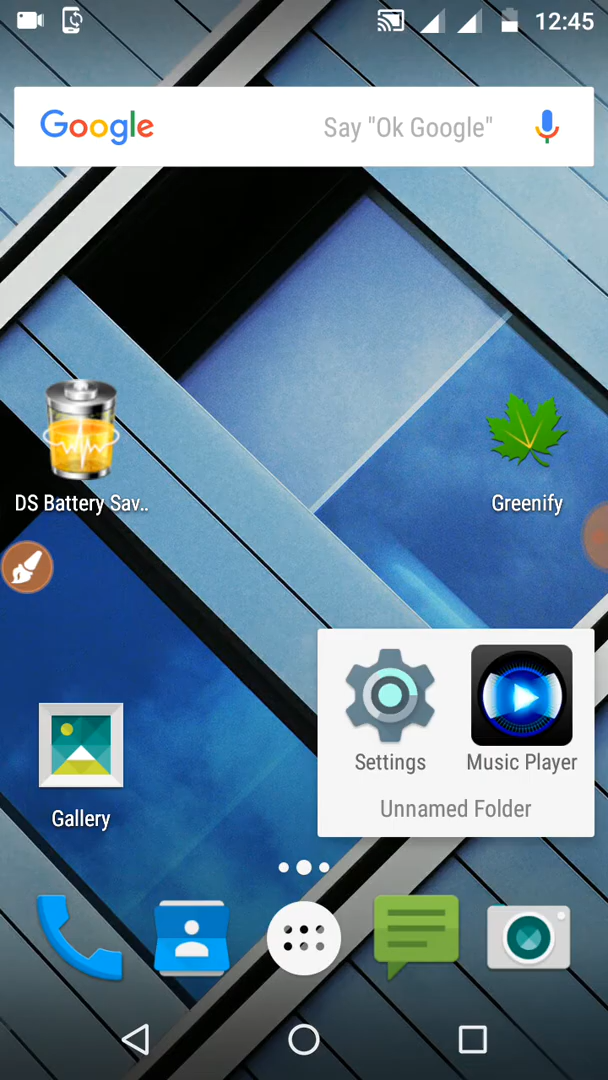 12:45
Google Say "Ok Google"
DS Battery Sav..
Greenify
Settings
Music Player
Gallery
Unnamed Folder